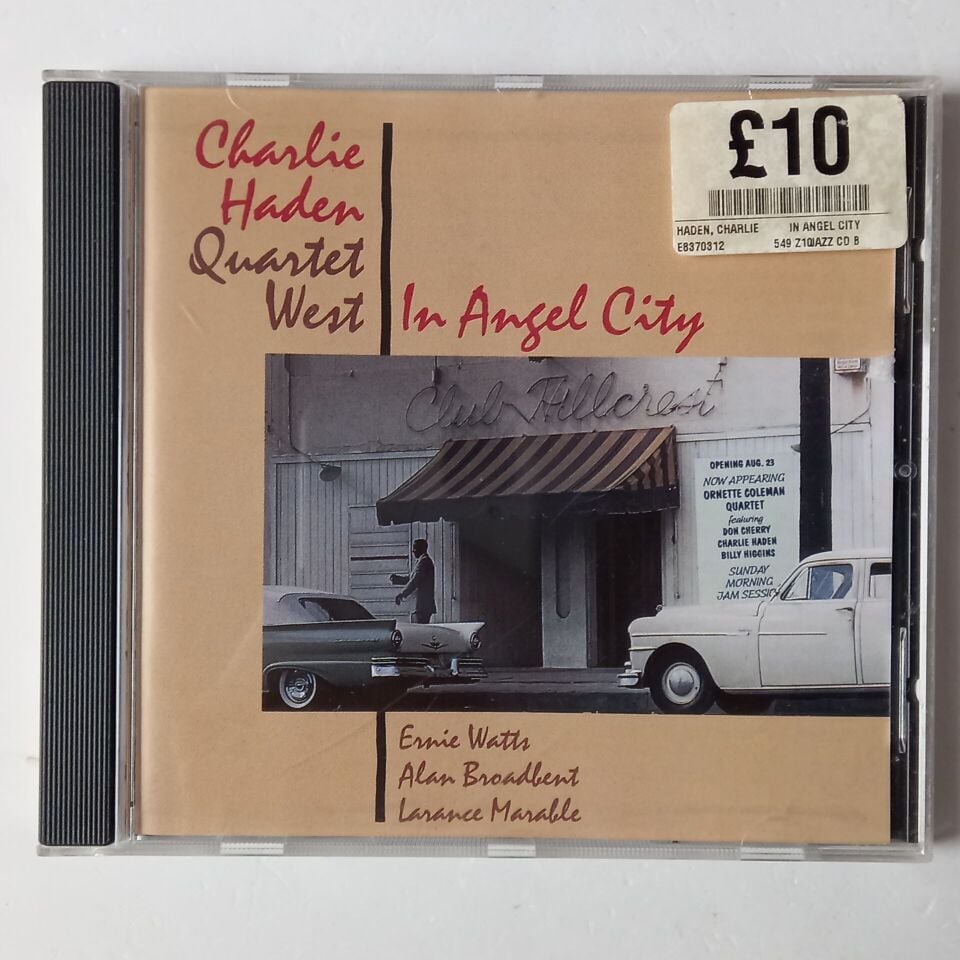 Charlie
Haden
Quartet
West
In Angel City
£10
HADEN, CHARLIE IN ANGEL CITY
E8370312 549 Z10JAZZ CD B
Club Hillcrest
OPENING AUG. 23
NOW APPEARING
ORNETTE COLEMAN
QUARTET
featuring
DON CHERRY
CHARLIE HADEN
BILLY HIGGINS
SUNDAY
MORNING
JAM SESSION
Ernie Watts
Alan Broadbent
Larance Marable